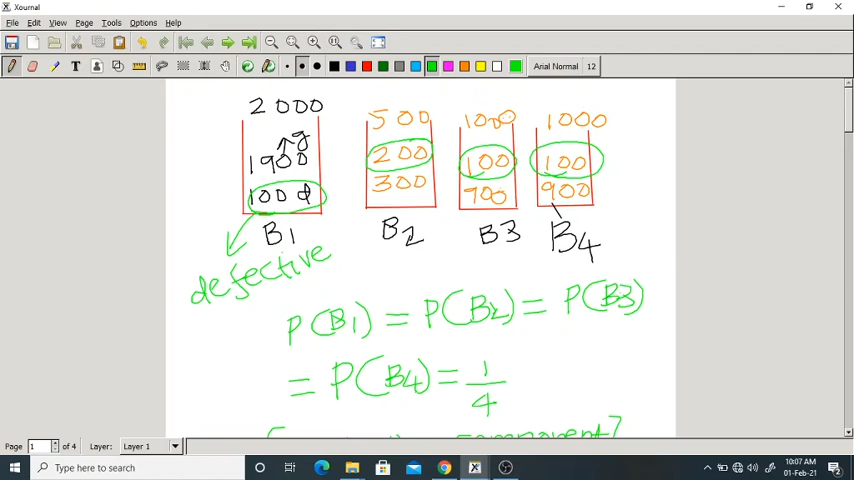 Xournal
File Edit View Page Tools Options Help
Arial Normal 12
2000 500 1000 1000
1900 g 200 100 100
100 d 300 900 900
B1 B2 B3 B4
defective
P(B1) = P(B2) = P(B3)
= P(B4) = 1
4
component]
Page 1 of 4 Layer: Layer 1
Type here to search
10:07 AM
01-Feb-21
2